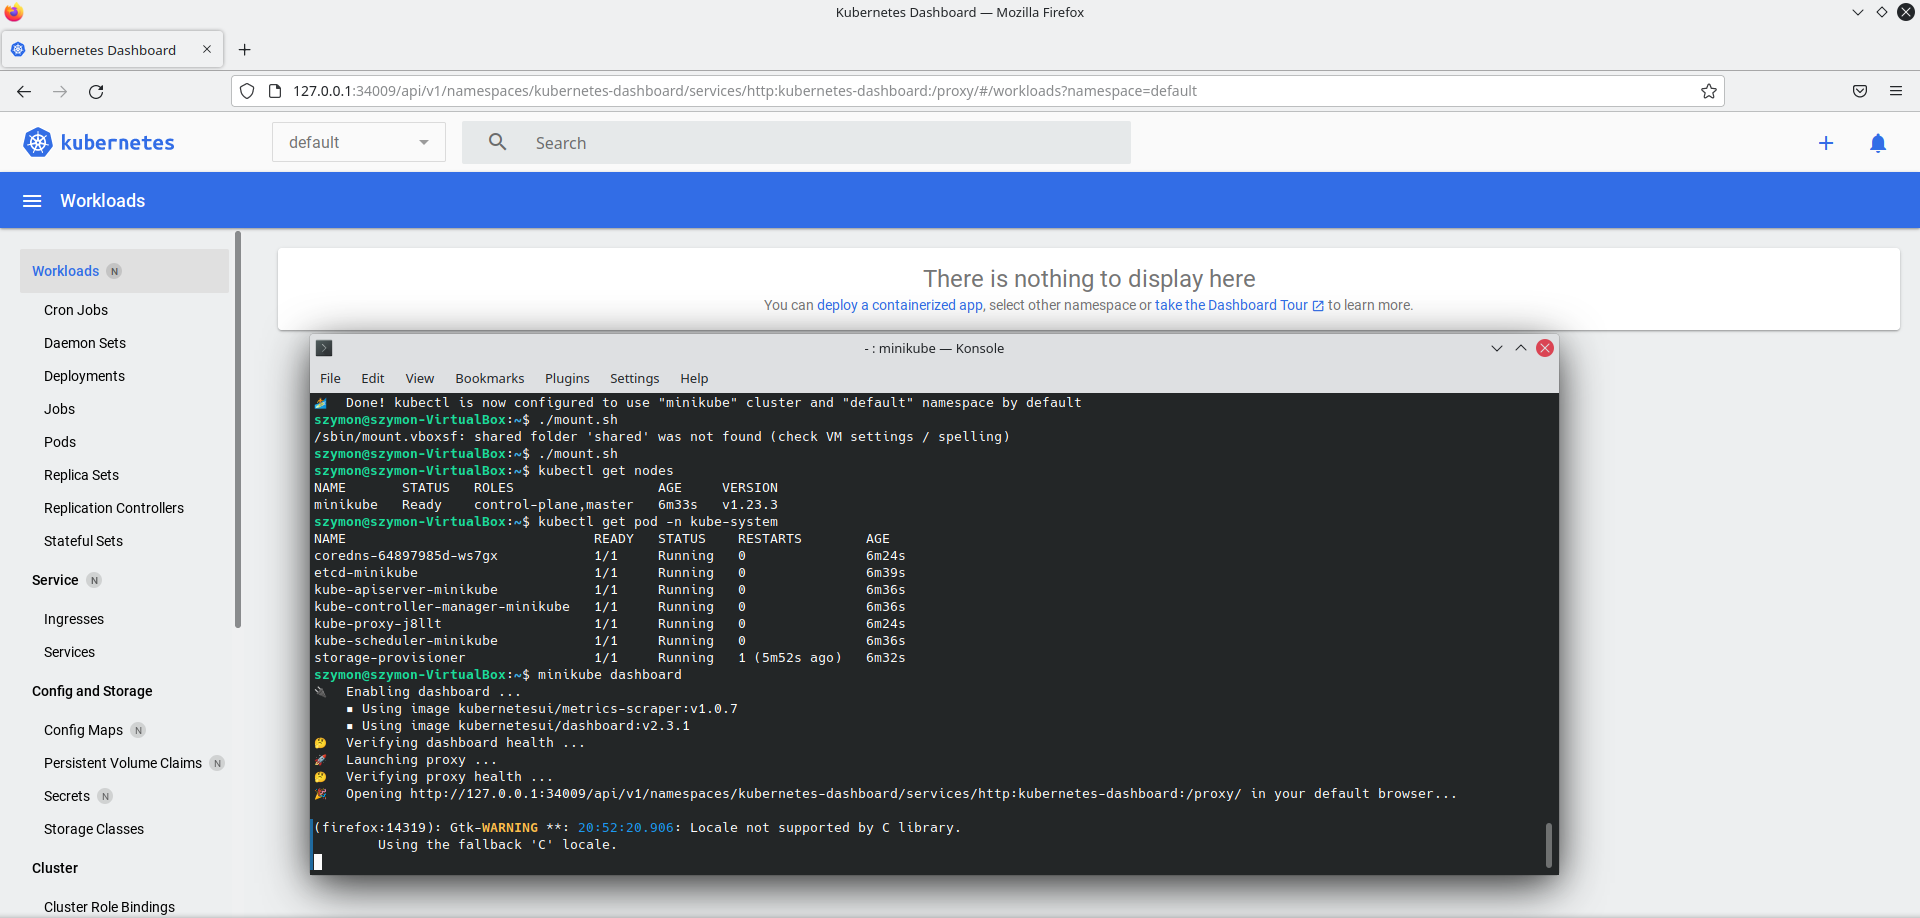 Kubernetes Dashboard — Mozilla Firefox
Kubernetes Dashboard
127.0.0.1:34009/api/v1/namespaces/kubernetes-dashboard/services/http:kubernetes-dashboard:/proxy/#/workloads?namespace=default
kubernetes
default
Search
Workloads
Workloads N
Cron Jobs
Daemon Sets
Deployments
Jobs
Pods
Replica Sets
Replication Controllers
Stateful Sets
Service N
Ingresses
Services
Config and Storage
Config Maps N
Persistent Volume Claims N
Secrets N
Storage Classes
Cluster
Cluster Role Bindings
There is nothing to display here
You can deploy a containerized app, select other namespace or take the Dashboard Tour to learn more.
- : minikube — Konsole
File Edit View Bookmarks Plugins Settings Help
Done! kubectl is now configured to use "minikube" cluster and "default" namespace by default
szymon@szymon-VirtualBox:~$ ./mount.sh
/sbin/mount.vboxsf: shared folder 'shared' was not found (check VM settings / spelling)
szymon@szymon-VirtualBox:~$ ./mount.sh
szymon@szymon-VirtualBox:~$ kubectl get nodes
NAME STATUS ROLES AGE VERSION
minikube Ready control-plane,master 6m33s v1.23.3
szymon@szymon-VirtualBox:~$ kubectl get pod -n kube-system
NAME READY STATUS RESTARTS AGE
coredns-64897985d-ws7gx 1/1 Running 0 6m24s
etcd-minikube 1/1 Running 0 6m39s
kube-apiserver-minikube 1/1 Running 0 6m36s
kube-controller-manager-minikube 1/1 Running 0 6m36s
kube-proxy-j8llt 1/1 Running 0 6m24s
kube-scheduler-minikube 1/1 Running 0 6m36s
storage-provisioner 1/1 Running 1 (5m52s ago) 6m32s
szymon@szymon-VirtualBox:~$ minikube dashboard
Enabling dashboard ...
▪ Using image kubernetesui/metrics-scraper:v1.0.7
▪ Using image kubernetesui/dashboard:v2.3.1
Verifying dashboard health ...
Launching proxy ...
Verifying proxy health ...
Opening http://127.0.0.1:34009/api/v1/namespaces/kubernetes-dashboard/services/http:kubernetes-dashboard:/proxy/ in your default browser...
(firefox:14319): Gtk-WARNING **: 20:52:20.906: Locale not supported by C library.
Using the fallback 'C' locale.